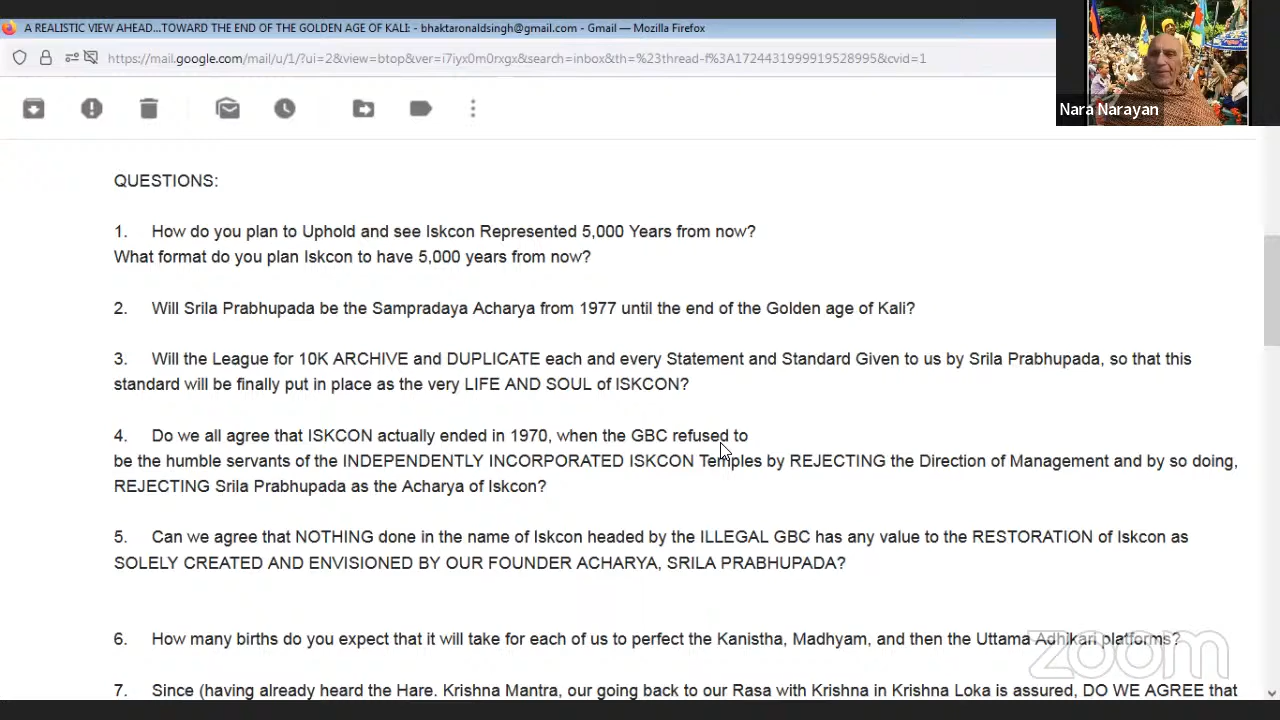 A REALISTIC VIEW AHEAD...TOWARD THE END OF THE GOLDEN AGE OF KALI: - bhaktaronaldsingh@gmail.com - Gmail — Mozilla Firefox
https://mail.google.com/mail/u/1/?ui=2&view=btop&ver=i7iyx6m0rxgx&search=inbox&th=%23thread-f%3A1724431999919528995&cvid=1
Nara Narayan
QUESTIONS:
1. How do you plan to Uphold and see Iskcon Represented 5,000 Years from now?
What format do you plan Iskcon to have 5,000 years from now?
2. Will Srila Prabhupada be the Sampradaya Acharya from 1977 until the end of the Golden age of Kali?
3. Will the League for 10K ARCHIVE and DUPLICATE each and every Statement and Standard Given to us by Srila Prabhupada, so that this
standard will be finally put in place as the very LIFE AND SOUL of ISKCON?
4. Do we all agree that ISKCON actually ended in 1970, when the GBC refused to
be the humble servants of the INDEPENDENTLY INCORPORATED ISKCON Temples by REJECTING the Direction of Management and by so doing,
REJECTING Srila Prabhupada as the Acharya of Iskcon?
5. Can we agree that NOTHING done in the name of Iskcon headed by the ILLEGAL GBC has any value to the RESTORATION of Iskcon as
SOLELY CREATED AND ENVISIONED BY OUR FOUNDER ACHARYA, SRILA PRABHUPADA?
6. How many births do you expect that it will take for each of us to perfect the Kanistha, Madhyam, and then the Uttama Adhikari platforms?
zoom
7. Since (having already heard the Hare. Krishna Mantra, our going back to our Rasa with Krishna in Krishna Loka is assured, DO WE AGREE that